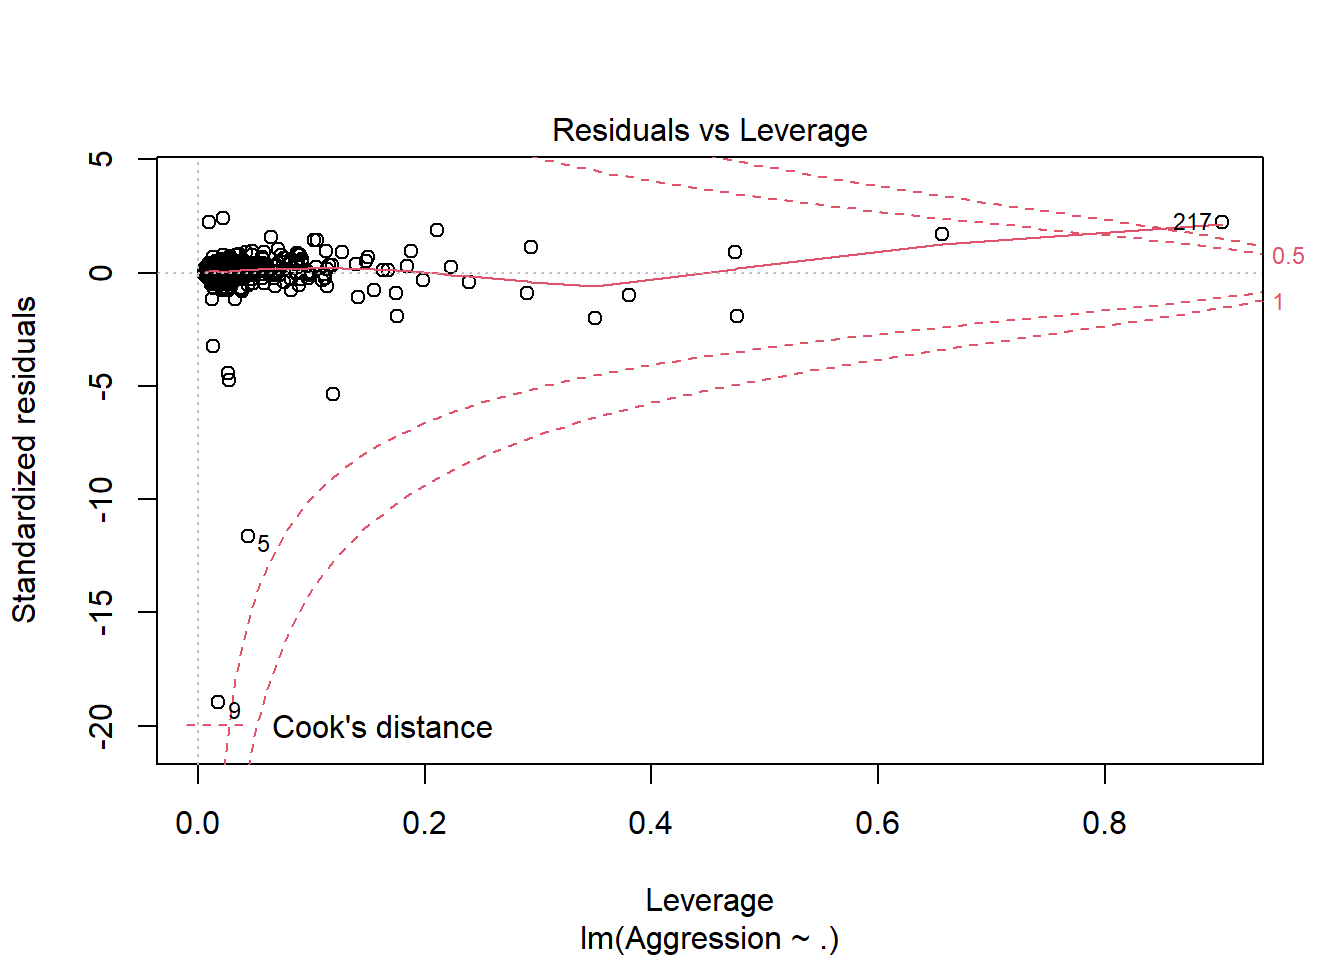 Residuals vs Leverage
5
0
-5
-10
-15
-20
Standardized residuals
217
0.5
1
5
9
Cook's distance
0.0 0.2 0.4 0.6 0.8
Leverage
lm(Aggression ~ .)